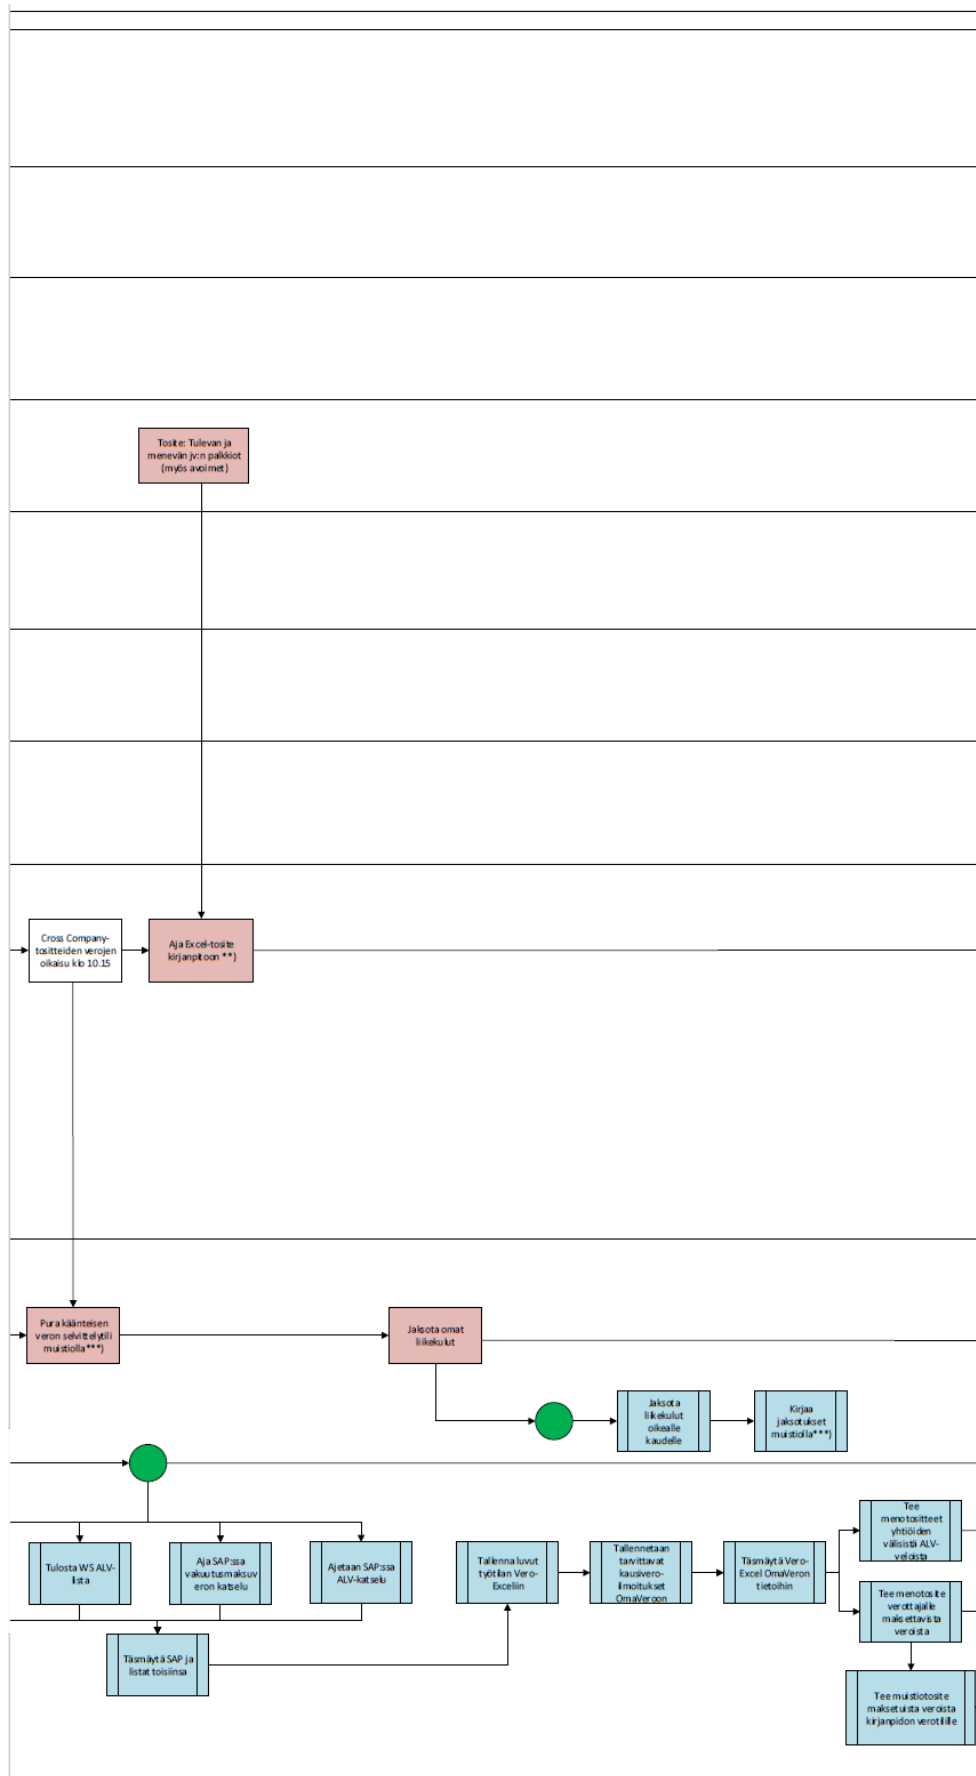 Tosite: Tulevan ja
menevän jv:n palkkiot
(myös avoimet)
Cross Company-
tositteiden verojen
oikaisu klo 10.15
Aja Excel-tosite
kirjanpitoon **)
Pura käänteisen
veron selvittelytili
muistiolla***)
Jaksota omat
liikekulut
Jaksota
liikekulut
oikealle
kaudelle
Kirjaa
jaksotukset
muistiolla***)
Tulosta WS ALV-
lista
Aja SAP:ssa
vakuutusmaksuv
eron katselu
Ajetaan SAP:ssa
ALV-katselu
Täsmäytä SAP ja
listat toisiinsa
Tallenna luvut
työtilan Vero-
Exceliin
Tallennetaan
tarvittavat
kausivero-
ilmoitukset
OmaVeroon
Täsmäytä Vero-
Excel OmaVeron
tietoihin
Tee
menotositteet
yhtiöiden
välisistä ALV-
veloista
Tee menotosite
verottajalle
maksettavista
veroista
Tee muistiotosite
maksetuista veroista
kirjanpidon verotilille